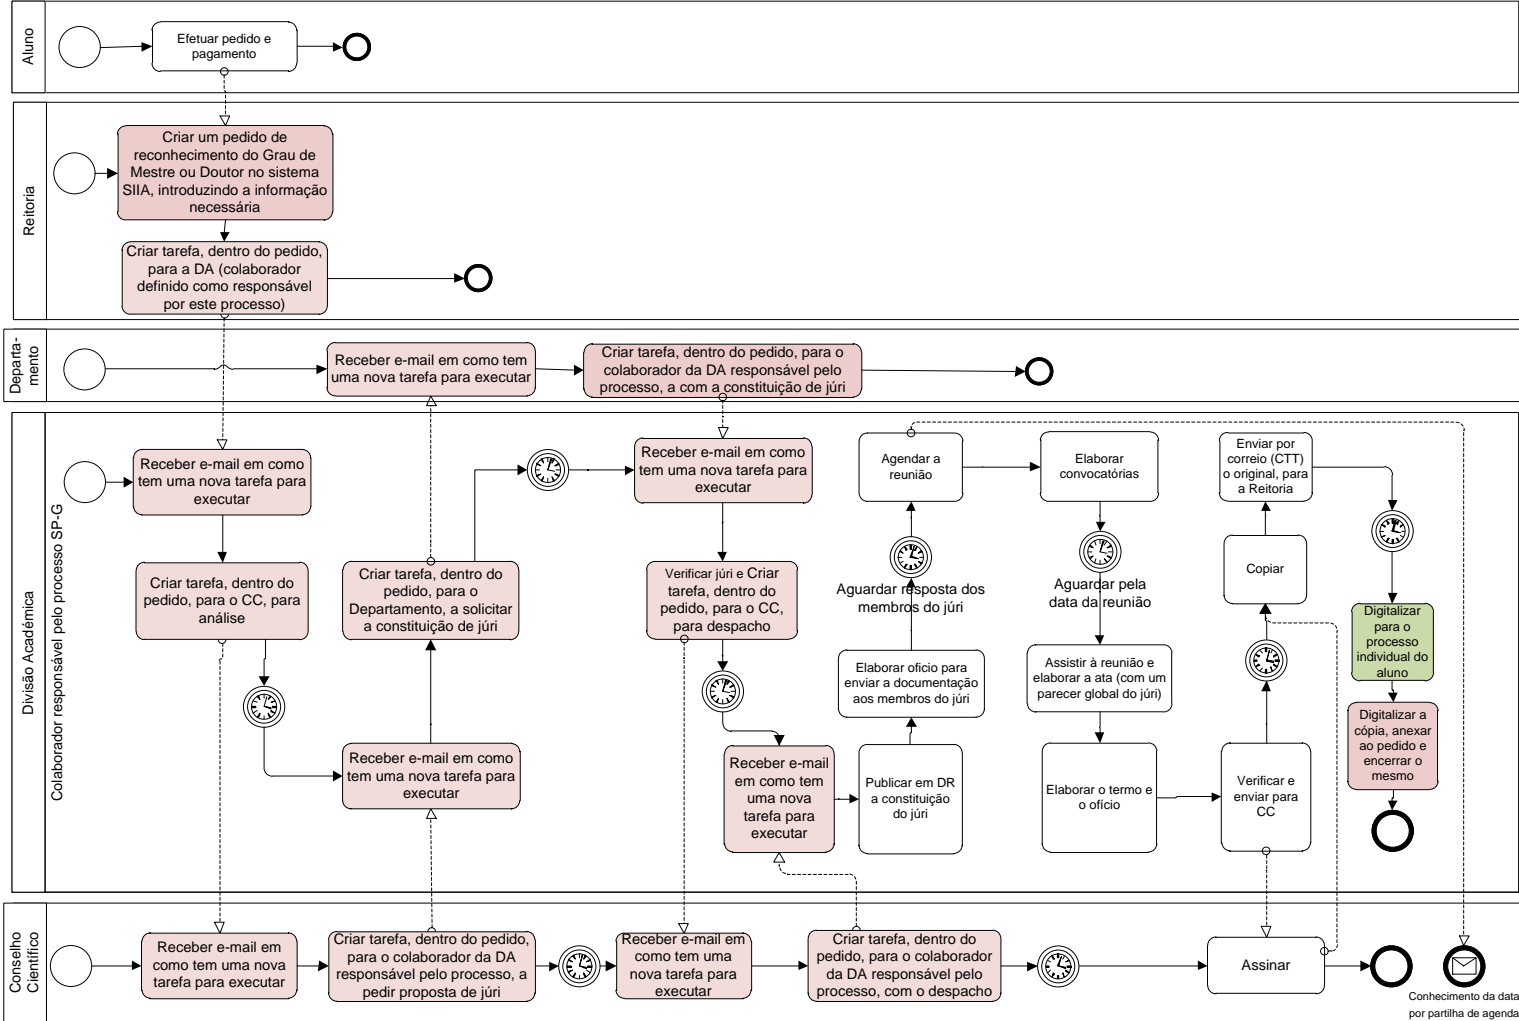 Aluno
Efetuar pedido e
pagamento
Reitoria
Criar um pedido de
reconhecimento do Grau de
Mestre ou Doutor no sistema
SIIA, introduzindo a informação
necessária
Criar tarefa, dentro do pedido,
para a DA (colaborador
definido como responsável
por este processo)
Departa-
mento
Receber e-mail em como tem
uma nova tarefa para executar
Criar tarefa, dentro do pedido, para o
colaborador da DA responsável pelo
processo, a com a constituição de júri
Divisão Académica
Colaborador responsável pelo processo SP-G
Receber e-mail em como
tem uma nova tarefa para
executar
Criar tarefa, dentro do
pedido, para o CC, para
análise
Criar tarefa, dentro do
pedido, para o
Departamento, a solicitar
a constituição de júri
Receber e-mail em como
tem uma nova tarefa para
executar
Receber e-mail em como
tem uma nova tarefa para
executar
Verificar júri e Criar
tarefa, dentro do
pedido, para o CC,
para despacho
Receber e-mail
em como tem
uma nova
tarefa para
executar
Publicar em DR
a constituição
do júri
Elaborar oficio para
enviar a documentação
aos membros do júri
Aguardar resposta dos
membros do júri
Agendar a
reunião
Elaborar
convocatórias
Aguardar pela
data da reunião
Assistir à reunião e
elaborar a ata (com um
parecer global do júri)
Elaborar o termo e
o ofício
Verificar e
enviar para
CC
Copiar
Enviar por
correio (CTT)
o original, para
a Reitoria
Digitalizar
para o
processo
individual do
aluno
Digitalizar a
cópia, anexar
ao pedido e
encerrar o
mesmo
Conselho
Científico
Receber e-mail em
como tem uma nova
tarefa para executar
Criar tarefa, dentro do pedido,
para o colaborador da DA
responsável pelo processo, a
pedir proposta de júri
Receber e-mail em
como tem uma
nova tarefa para
executar
Criar tarefa, dentro do
pedido, para o colaborador
da DA responsável pelo
processo, com o despacho
Assinar
Conhecimento da data
por partilha de agenda